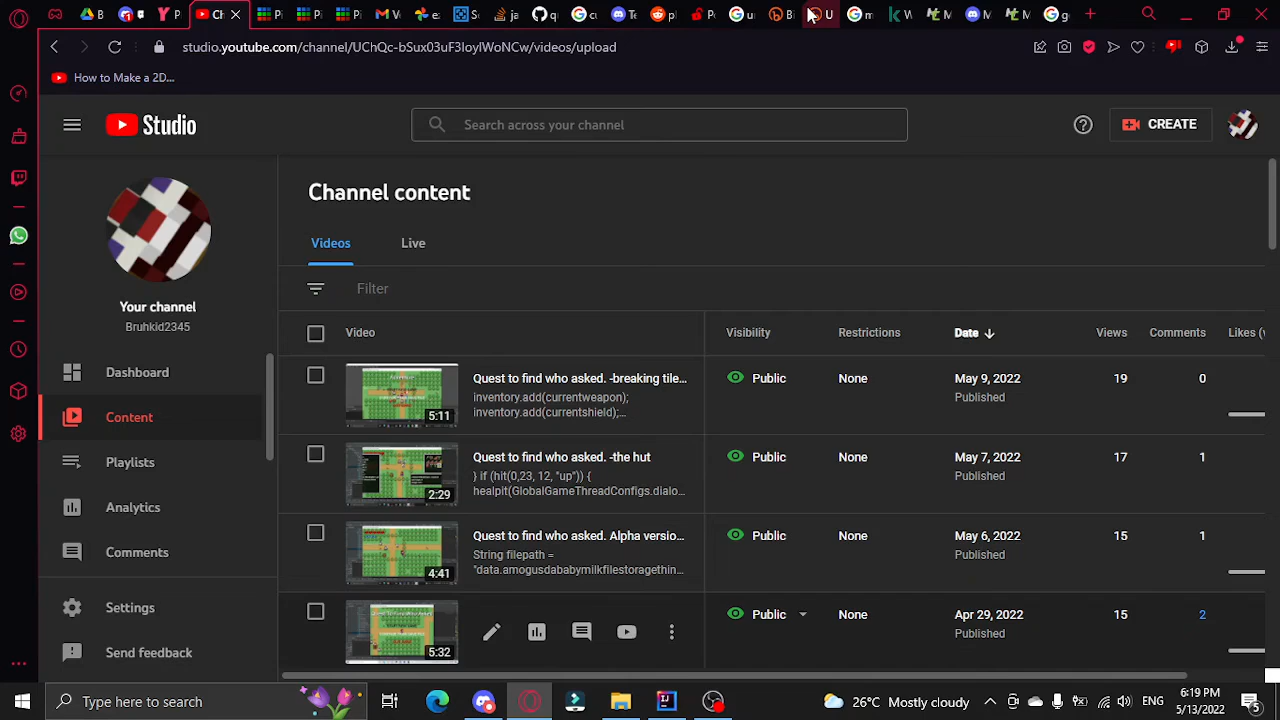 studio.youtube.com/channel/UChQc-bSux03uF3IoylWoNCw/videos/upload
How to Make a 2D...
Studio
Search across your channel
CREATE
Your channel
Bruhkid2345
Dashboard
Content
Playlists
Analytics
Comments
Settings
Send feedback
Channel content
Videos
Live
Filter
Video
Visibility
Restrictions
Date
Views
Comments
Likes (v
5:11
Quest to find who asked. -breaking tile...
inventory.add(currentweapon);
inventory.add(currentshield);...
Public
None
May 9, 2022
Published
19
0
2:29
Quest to find who asked. -the hut
} if (hit(0,23, 12, "up")) {
healpit(GlobalGameThreadConfigs.dialo...
Public
None
May 7, 2022
Published
17
1
4:41
Quest to find who asked. Alpha versio...
String filepath =
"data.amogusdababymilkfilestoragethin...
Public
None
May 6, 2022
Published
15
1
5:32
Public
None
Apr 29, 2022
Published
15
2
Type here to search
26°C Mostly cloudy
ENG
6:19 PM
5/13/2022
5